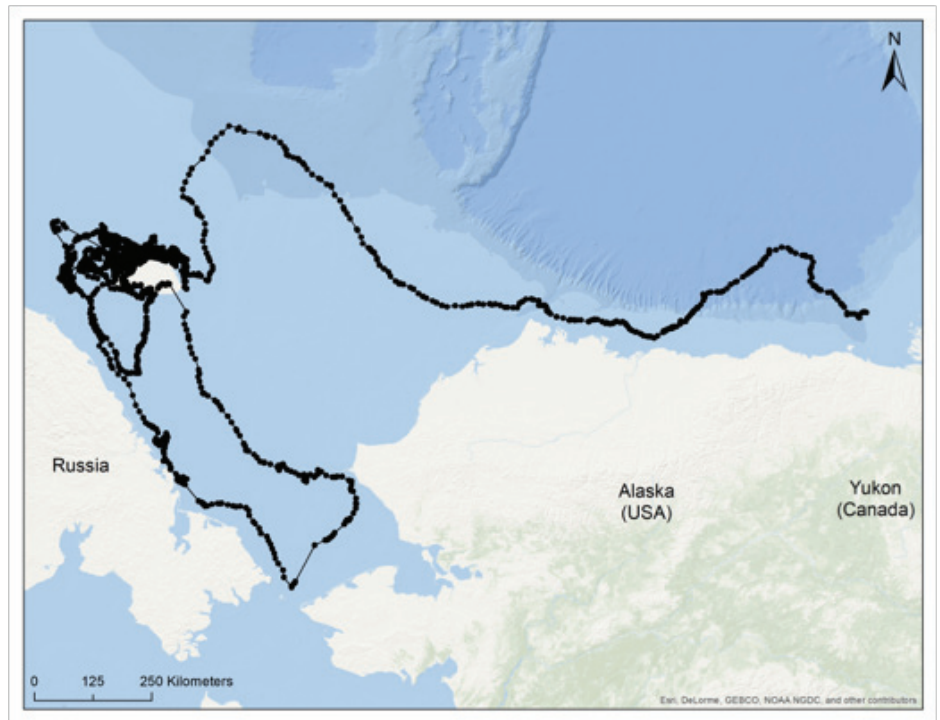 N
Russia
Alaska
(USA)
Yukon
(Canada)
0 125 250 Kilometers
Esri, DeLorme, GEBCO, NOAA NGDC, and other contributors